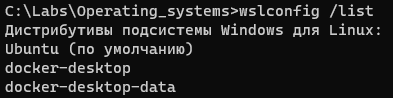 C:\Labs\Operating_systems>wslconfig /list
Дистрибутивы подсистемы Windows для Linux:
Ubuntu (по умолчанию)
docker-desktop
docker-desktop-data